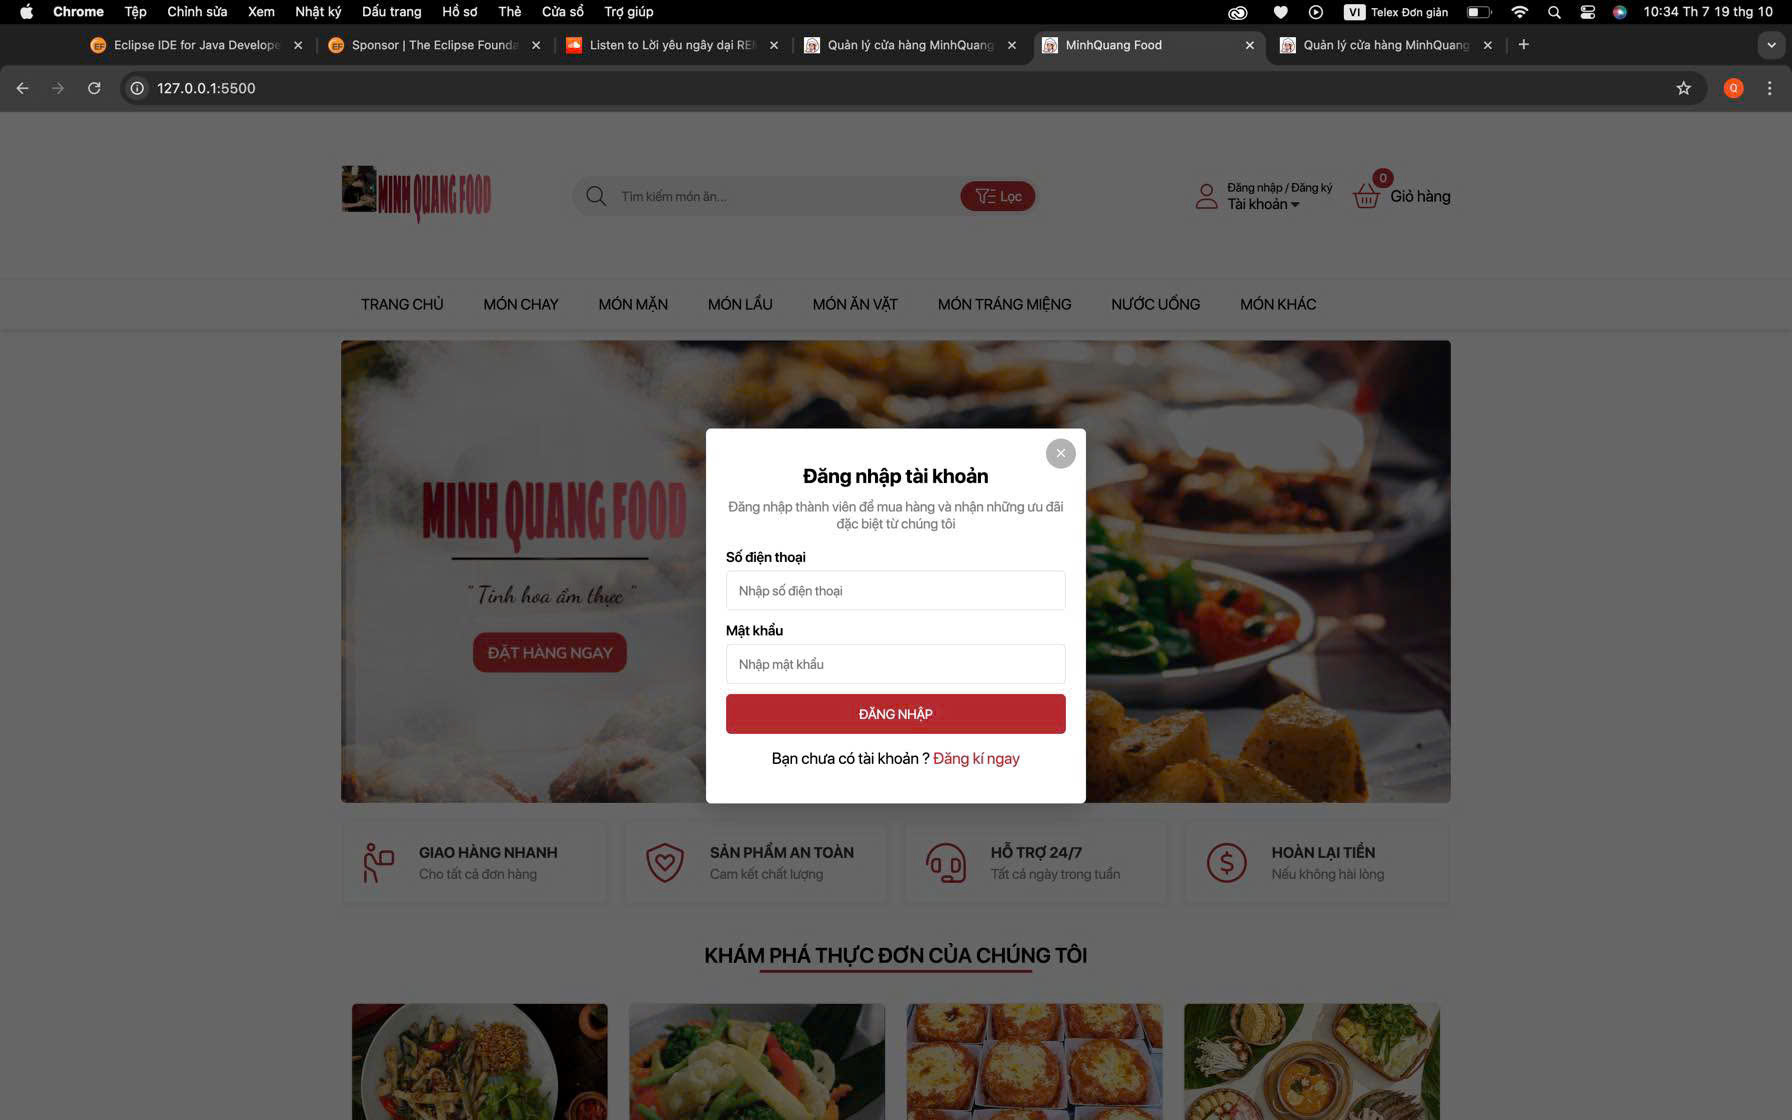 Chrome Tệp Chỉnh sửa Xem Nhật ký Dấu trang Hồ sơ Thẻ Cửa sổ Trợ giúp VI Telex Đơn giản 10:34 Th 7 19 thg 10
Eclipse IDE for Java Develope Sponsor | The Eclipse Founda Listen to Lời yêu ngây dại REM Quản lý cửa hàng MinhQuang MinhQuang Food Quản lý cửa hàng MinhQuang
127.0.0.1:5500 Q
MINH QUANG FOOD
Tìm kiếm món ăn...
Lọc
Đăng nhập / Đăng ký
Tài khoản
0
Giỏ hàng
TRANG CHỦ MÓN CHAY MÓN MẶN MÓN LẨU MÓN ĂN VẶT MÓN TRÁNG MIỆNG NƯỚC UỐNG MÓN KHÁC
MINH QUANG FOOD
" Tinh hoa ẩm thực "
ĐẶT HÀNG NGAY
Đăng nhập tài khoản
Đăng nhập thành viên để mua hàng và nhận những ưu đãi
đặc biệt từ chúng tôi
Số điện thoại
Nhập số điện thoại
Mật khẩu
Nhập mật khẩu
ĐĂNG NHẬP
Bạn chưa có tài khoản ? Đăng kí ngay
GIAO HÀNG NHANH
Cho tất cả đơn hàng
SẢN PHẨM AN TOÀN
Cam kết chất lượng
HỖ TRỢ 24/7
Tất cả ngày trong tuần
HOÀN LẠI TIỀN
Nếu không hài lòng
KHÁM PHÁ THỰC ĐƠN CỦA CHÚNG TÔI